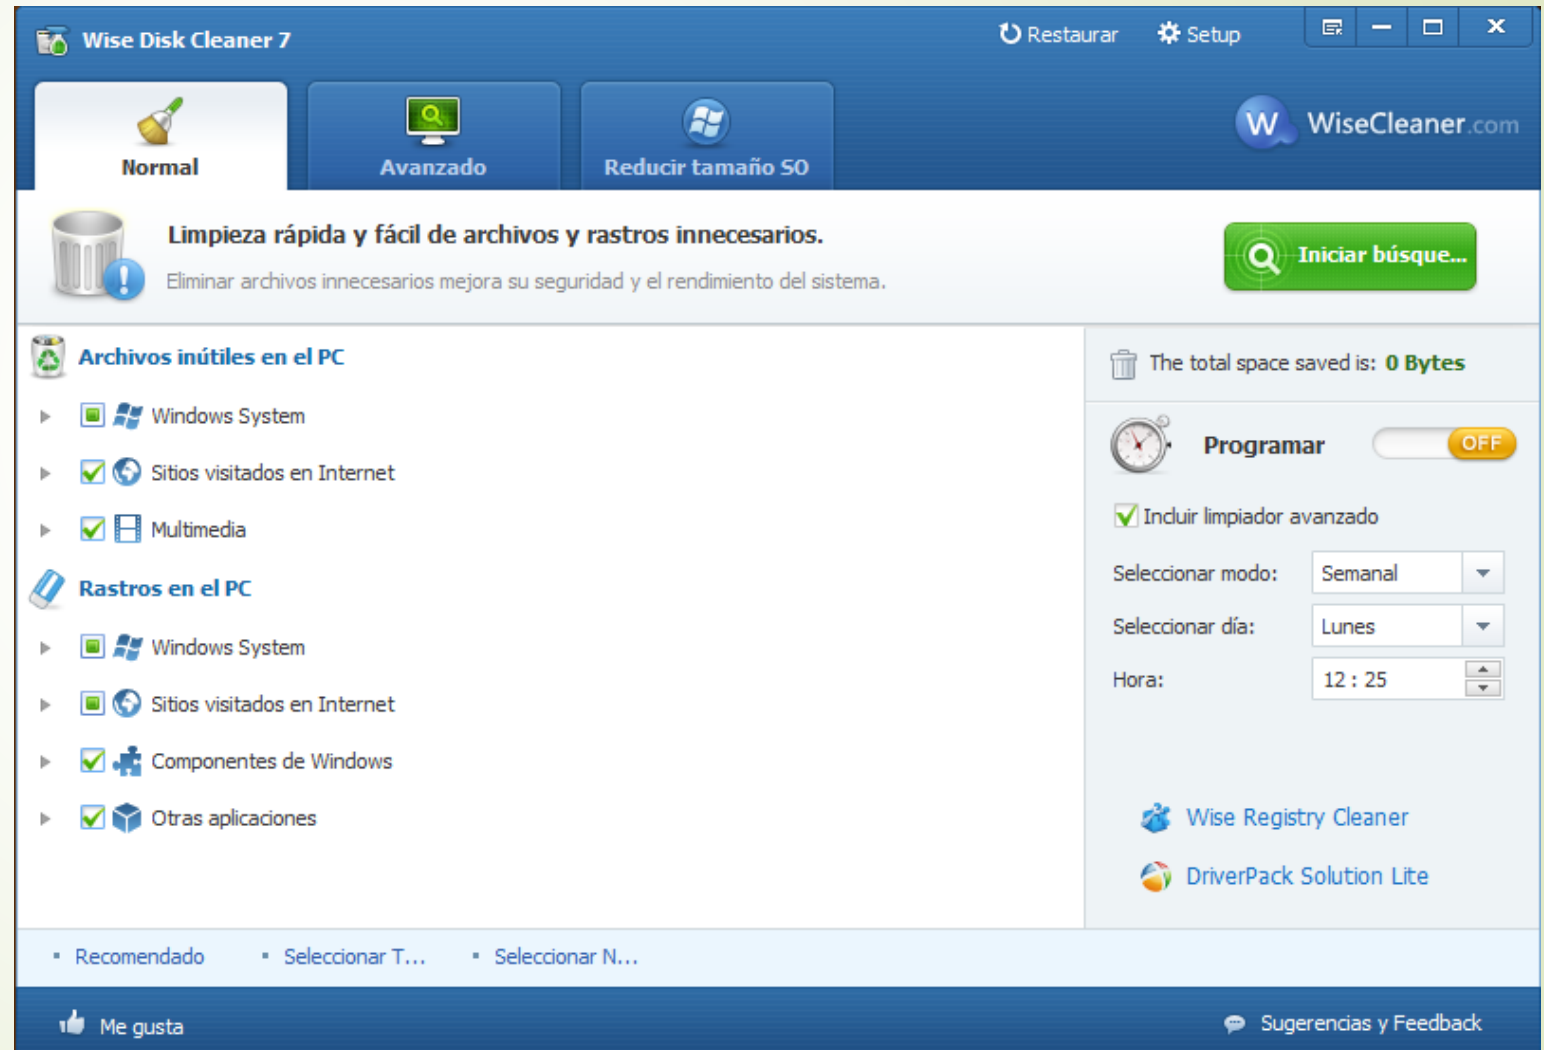 Wise Disk Cleaner 7
Restaurar
Setup
Normal
Avanzado
Reducir tamaño SO
W
WiseCleaner.com
Limpieza rápida y fácil de archivos y rastros innecesarios.
Eliminar archivos innecesarios mejora su seguridad y el rendimiento del sistema.
Iniciar búsque...
Archivos inútiles en el PC
Windows System
Sitios visitados en Internet
Multimedia
Rastros en el PC
Windows System
Sitios visitados en Internet
Componentes de Windows
Otras aplicaciones
The total space saved is: 0 Bytes
Programar
OFF
Incluir limpiador avanzado
Seleccionar modo: Semanal
Seleccionar día: Lunes
Hora: 12 : 25
Wise Registry Cleaner
DriverPack Solution Lite
Recomendado
Seleccionar T...
Seleccionar N...
Me gusta
Sugerencias y Feedback